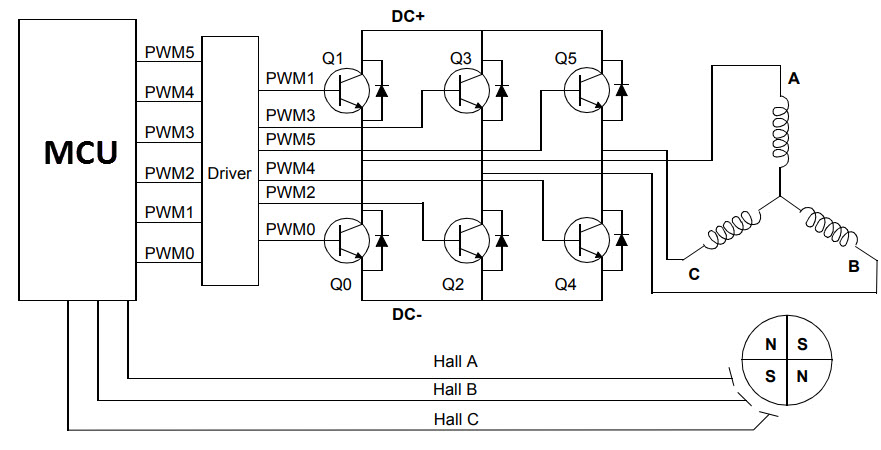 DC+
PWM5
Q1
Q3
Q5
PWM1
A
PWM4
PWM3
PWM3
PWM5
MCU
Driver
PWM2
PWM4
PWM2
PWM1
PWM0
PWM0
C
B
Q0
Q2
Q4
DC-
N S
S N
Hall A
Hall B
Hall C